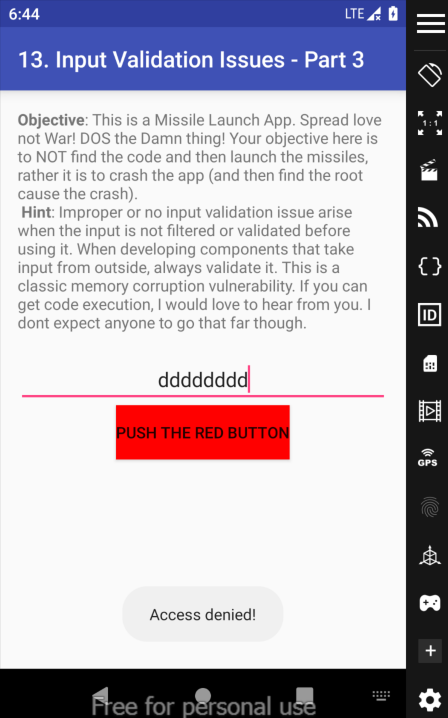 6:44 LTE
13. Input Validation Issues - Part 3
Objective: This is a Missile Launch App. Spread love
not War! DOS the Damn thing! Your objective here is
to NOT find the code and then launch the missiles,
rather it is to crash the app (and then find the root
cause the crash).
Hint: Improper or no input validation issue arise
when the input is not filtered or validated before
using it. When developing components that take
input from outside, always validate it. This is a
classic memory corruption vulnerability. If you can
get code execution, I would love to hear from you. I
dont expect anyone to go that far though.
dddddddd
PUSH THE RED BUTTON
Access denied!
Free for personal use
1:1
ID
GPS